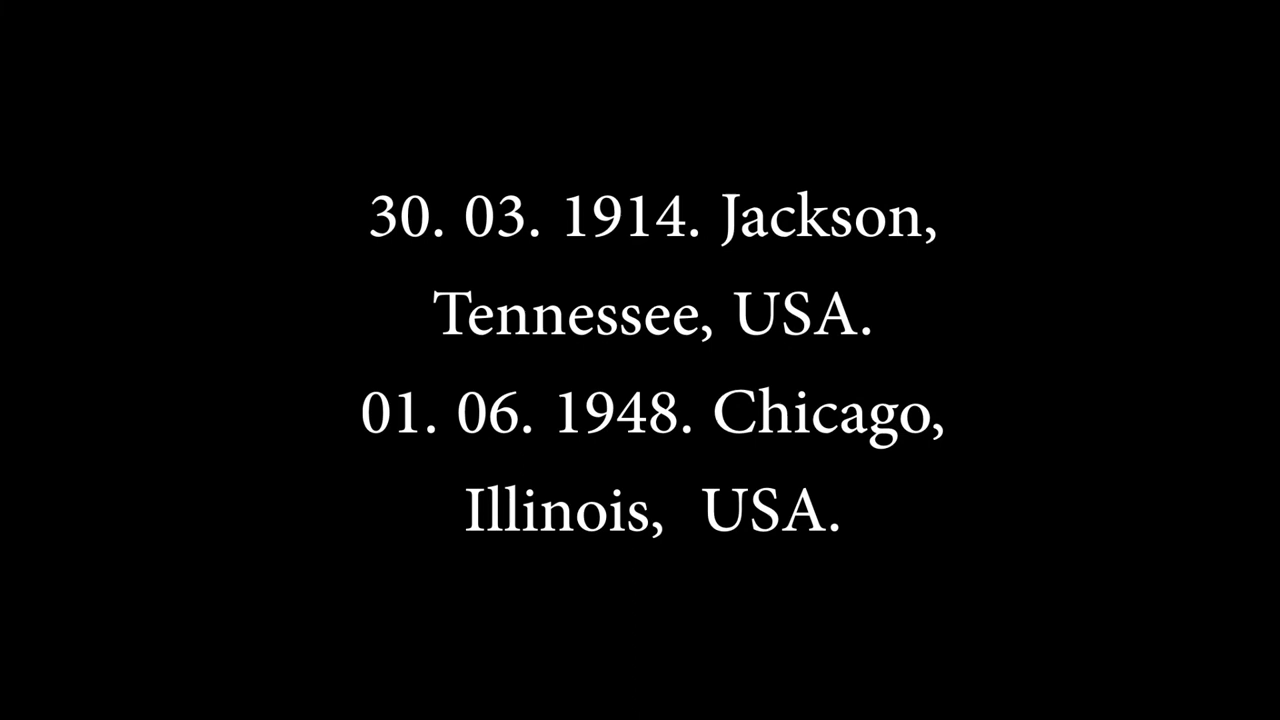 30. 03. 1914. Jackson,
Tennessee, USA.
01. 06. 1948. Chicago,
Illinois,  USA.